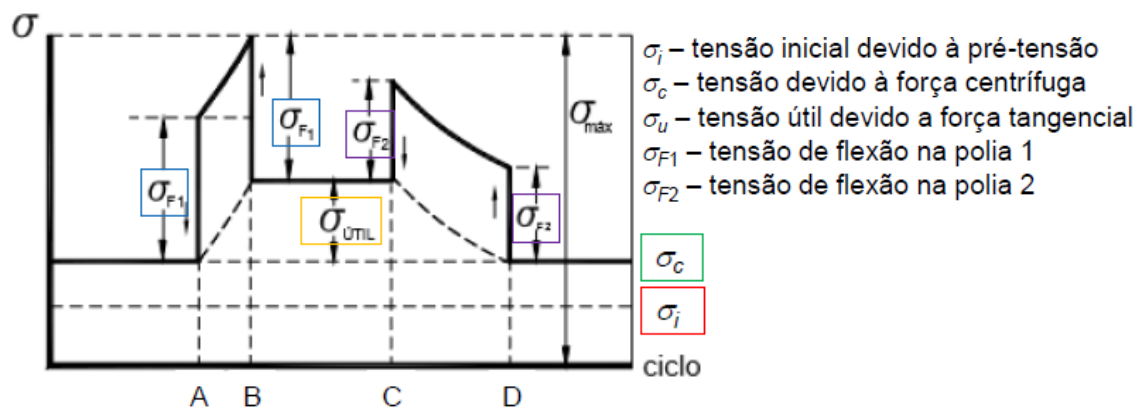 σ
σi – tensão inicial devido à pré-tensão
σc – tensão devido à força centrífuga
σu – tensão útil devido a força tangencial
σF1 – tensão de flexão na polia 1
σF2 – tensão de flexão na polia 2
σF1
σF2
σmáx
σF1
σÚTIL
σF2
σc
σi
ciclo
A B C D